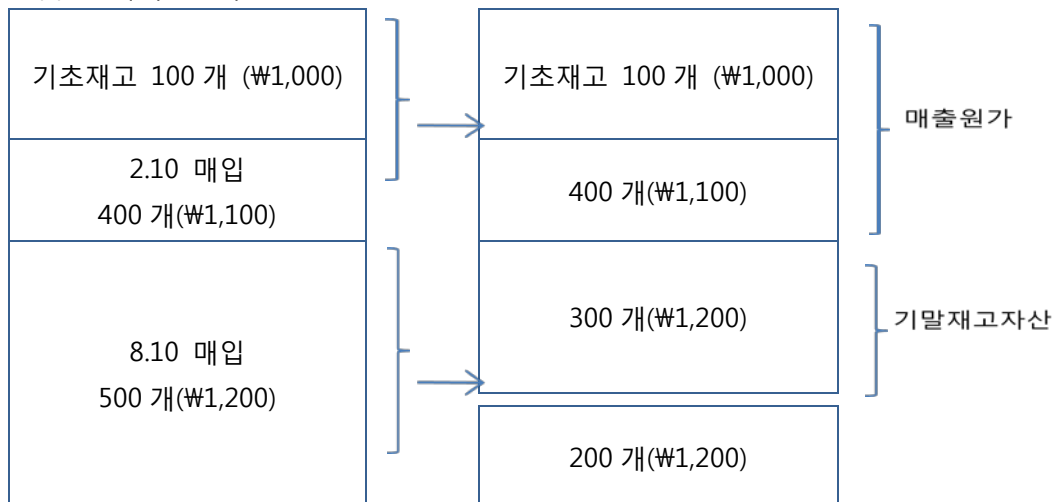 기초재고 100 개 (₩1,000)
2.10 매입
400 개(₩1,100)
8.10 매입
500 개(₩1,200)
기초재고 100 개 (₩1,000)
400 개(₩1,100)
300 개(₩1,200)
200 개(₩1,200)
매출원가
기말재고자산